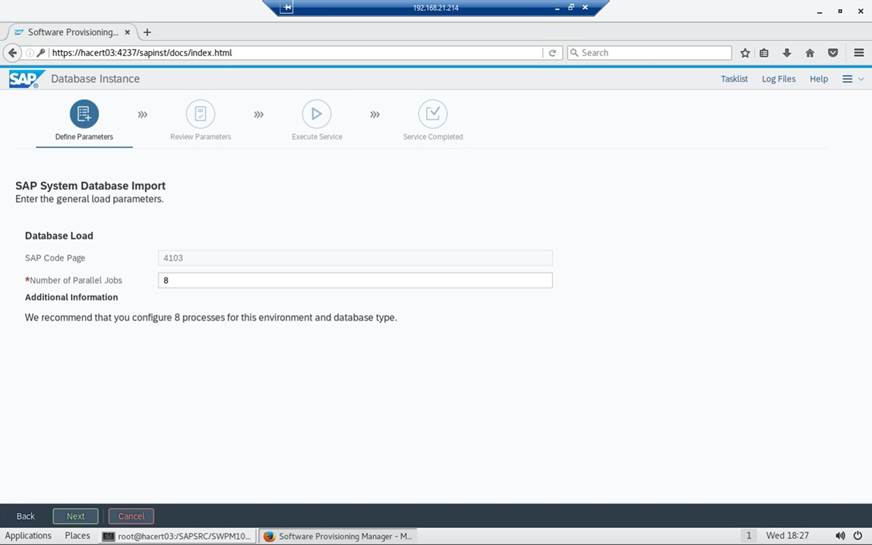 192.168.21.214
Software Provisioning...
https://hacert03:4237/sapinst/docs/index.html
Search
SAP Database Instance
Tasklist Log Files Help
Define Parameters Review Parameters Execute Service Service Completed
SAP System Database Import
Enter the general load parameters.
Database Load
SAP Code Page 4103
*Number of Parallel Jobs 8
Additional Information
We recommend that you configure 8 processes for this environment and database type.
Back Next Cancel
Applications Places root@hacert03:/SAPSRC/SWPM10... Software Provisioning Manager - M... 1 Wed 18:27